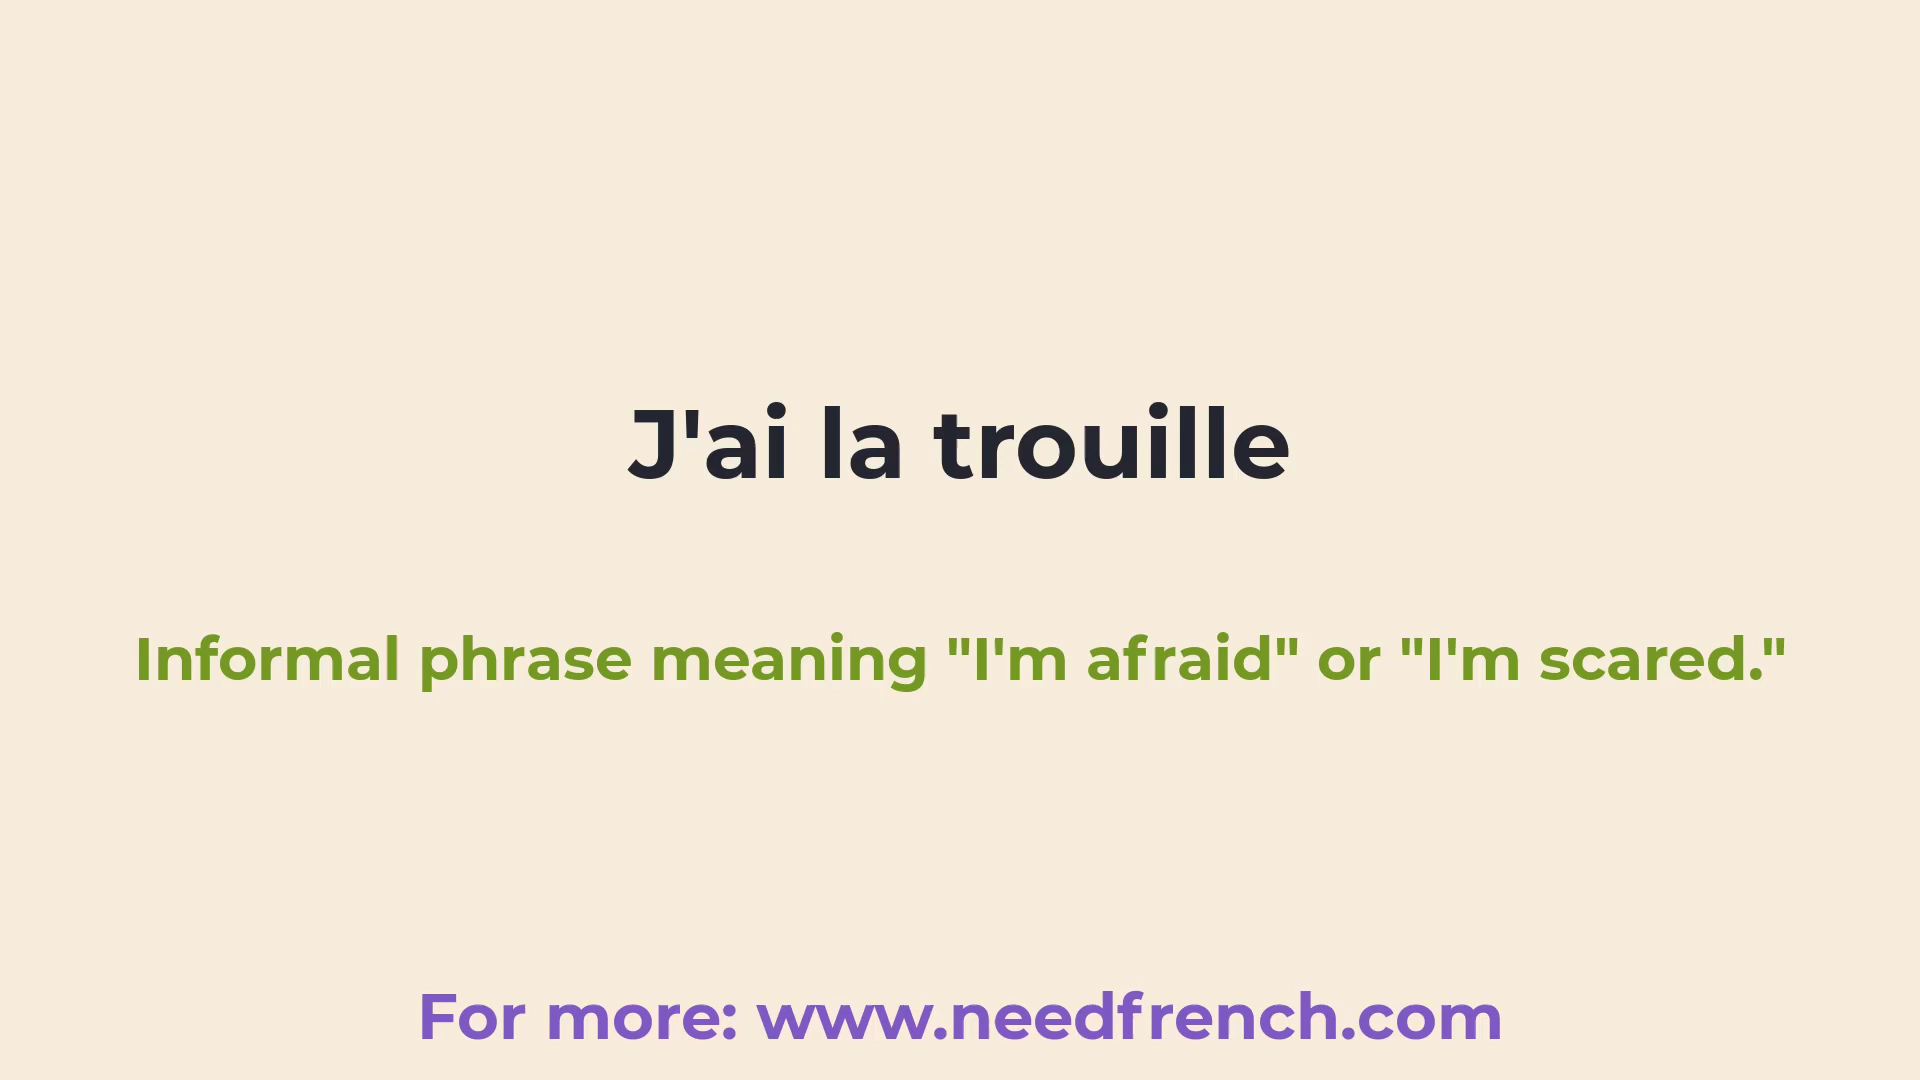 J'ai la trouille
Informal phrase meaning "I'm afraid" or "I'm scared."
For more: www.needfrench.com